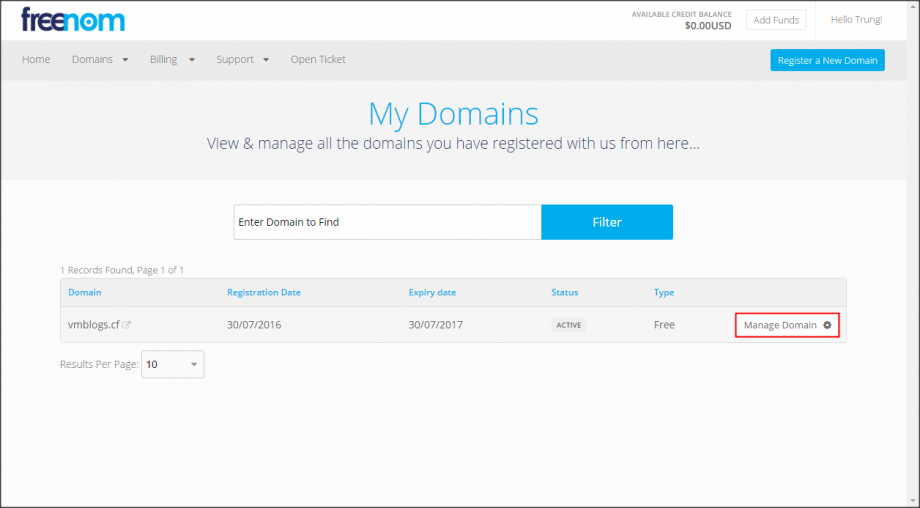 freenom
AVAILABLE CREDIT BALANCE
$0.00USD
Add Funds
Hello Trung!
Home
Domains
Billing
Support
Open Ticket
Register a New Domain
My Domains
View & manage all the domains you have registered with us from here...
Enter Domain to Find
Filter
1 Records Found, Page 1 of 1
Domain Registration Date Expiry date Status Type
vmblogs.cf 30/07/2016 30/07/2017 ACTIVE Free Manage Domain
Results Per Page: 10